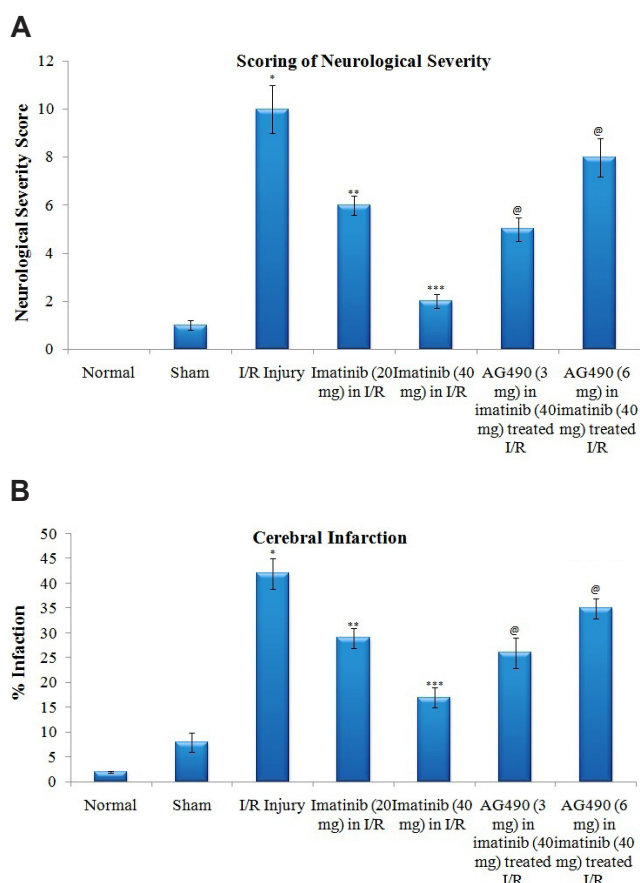 A
Scoring of Neurological Severity
Neurological Severity Score
12
10
8
6
4
2
0
*
**
***
@
@
Normal
Sham
I/R Injury
Imatinib (20
mg) in I/R
Imatinib (40
mg) in I/R
AG490 (3
mg) in
imatinib (40
mg) treated
I/R
AG490 (6
mg) in
imatinib (40
mg) treated
I/R
B
Cerebral Infarction
% Infaction
50
45
40
35
30
25
20
15
10
5
0
*
**
***
@
@
Normal
Sham
I/R Injury
Imatinib (20
mg) in I/R
Imatinib (40
mg) in I/R
AG490 (3
mg) in
imatinib (40
mg) treated
I/R
AG490 (6
mg) in
imatinib (40
mg) treated
I/R